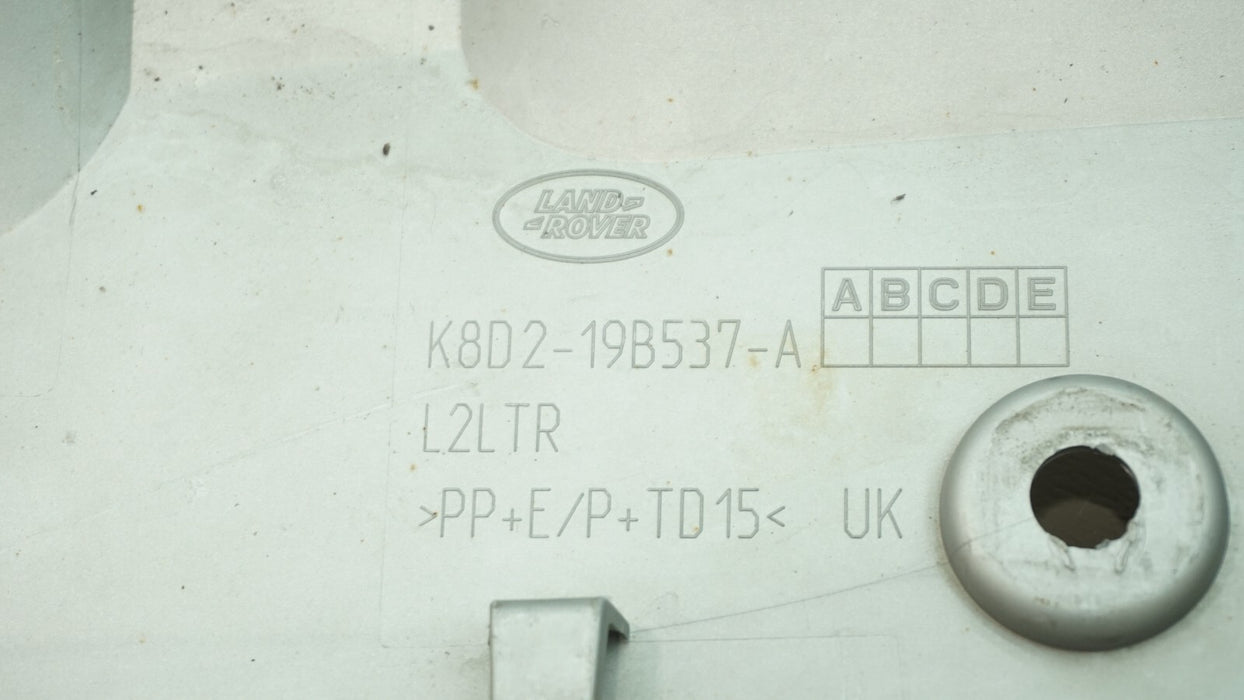 LAND
ROVER
A B C D E
K8D2-19B537-A
L2LTR
>PP+E/P+TD15< UK